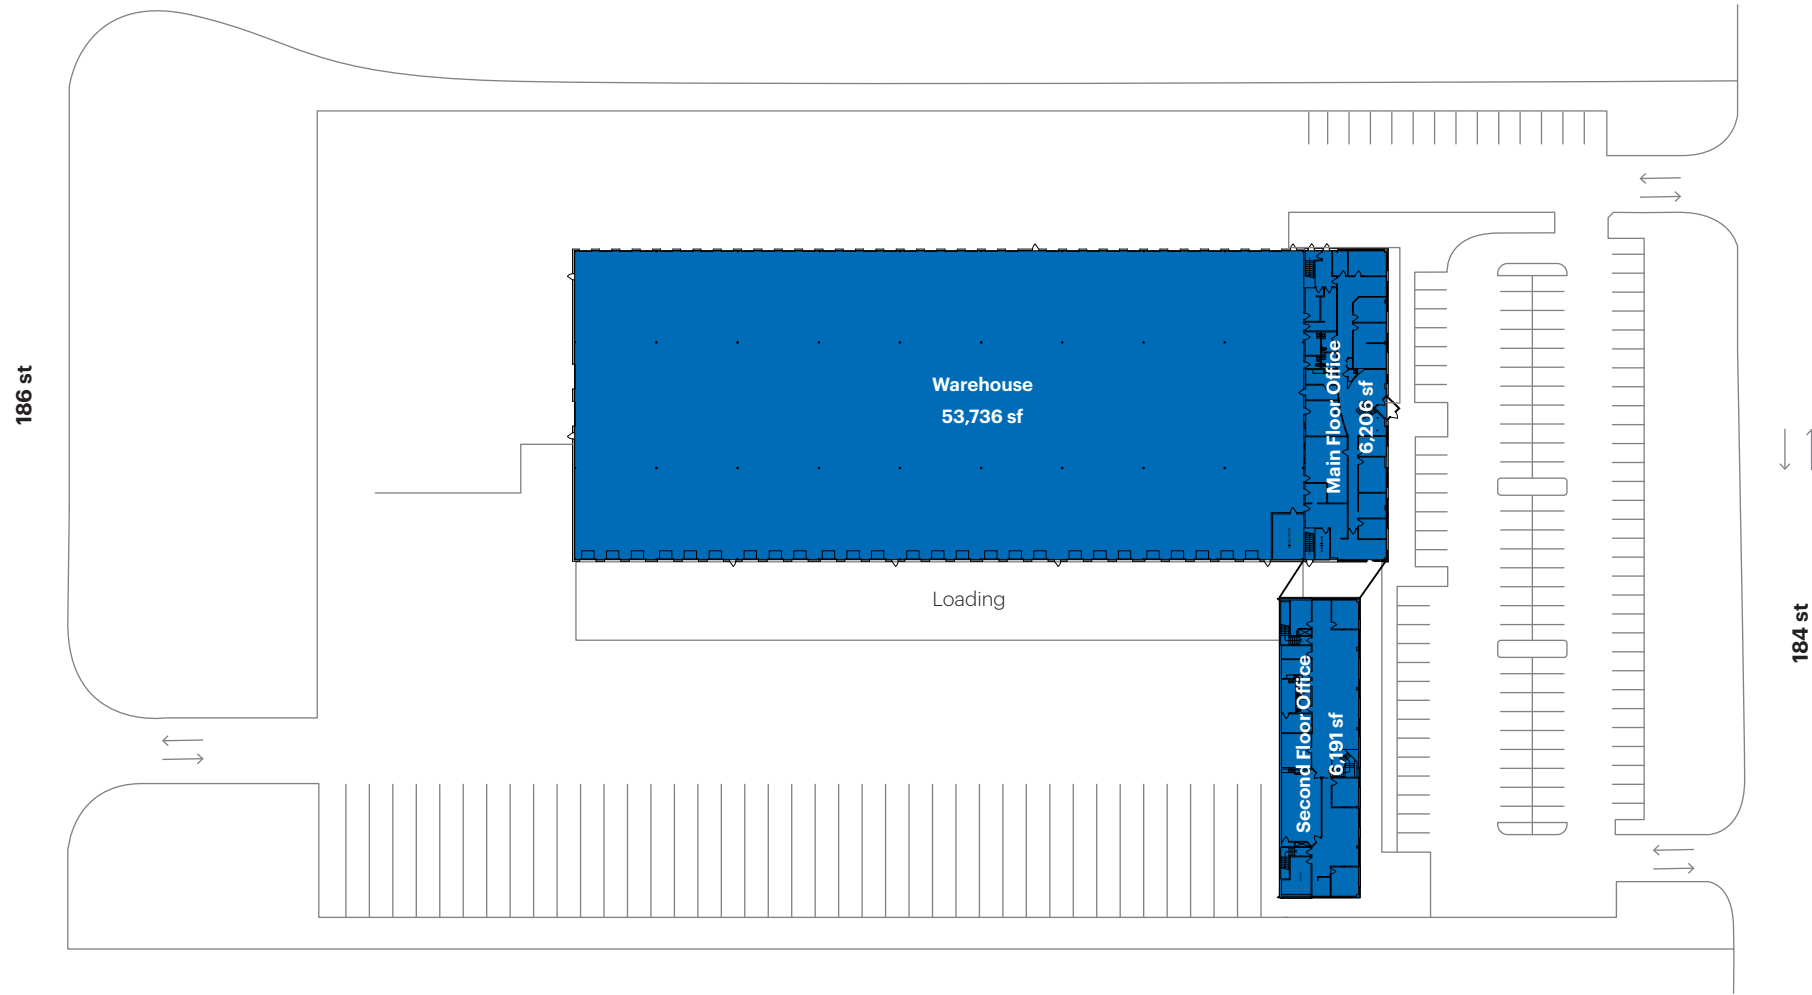 186 st
Warehouse
53,736 sf
Main Floor Office
6,206 sf
Loading
Second Floor Office
6,191 sf
184 st